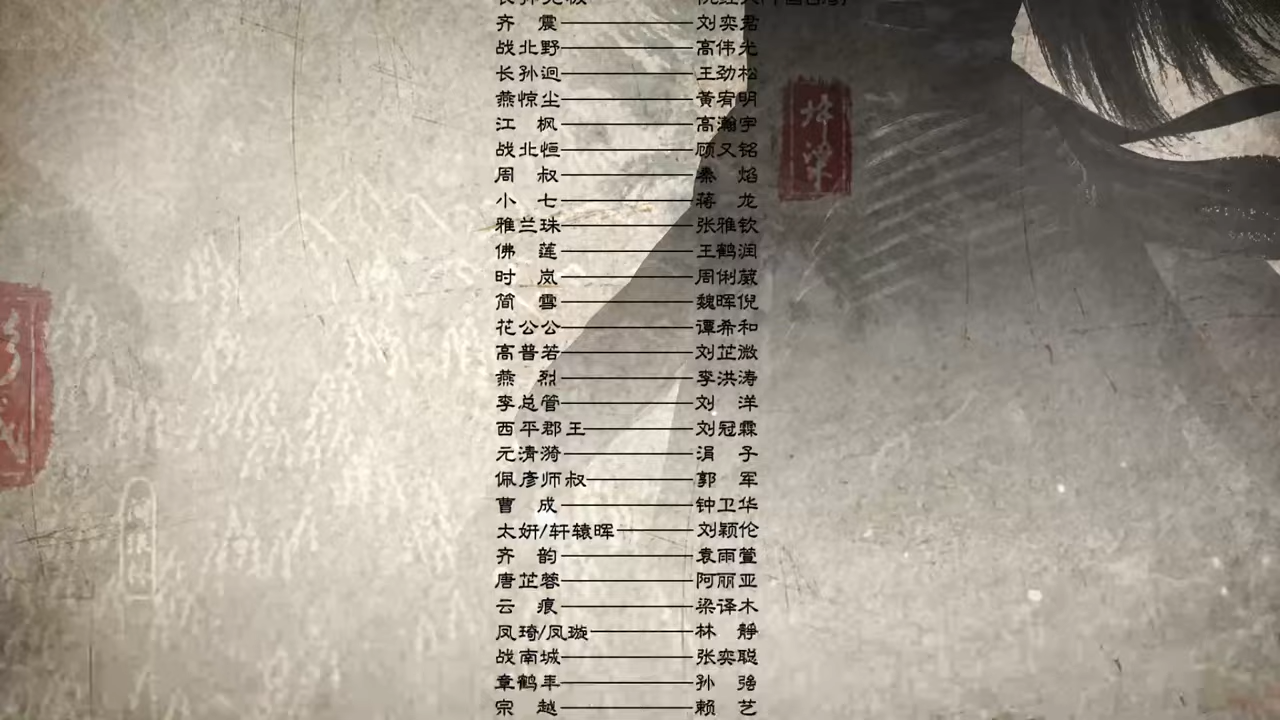 齐 震——刘奕君
战北野——高伟光
长孙迥——王劲松
燕惊尘——黄宥明
江 枫——高瀚宇
战北恒——顾又铭
周 叔——秦 焰
小 七——蒋 龙
雅兰珠——张雅钦
佛 莲——王鹤润
时 岚——周俐葳
简 雪——魏晖倪
花公公——谭希和
高普若——刘芷微
燕 烈——李洪涛
李总管——刘 洋
西平郡王——刘冠霖
元清漪——涓 子
佩彦师叔——郭 军
曹 成——钟卫华
太妍/轩辕晖——刘颖伦
齐 韵——袁雨萱
唐芷蓉——阿丽亚
云 痕——梁译木
凤琦/凤璇——林 静
战南城——张奕聪
章鹤年——孙 强
宗 越——赖 艺